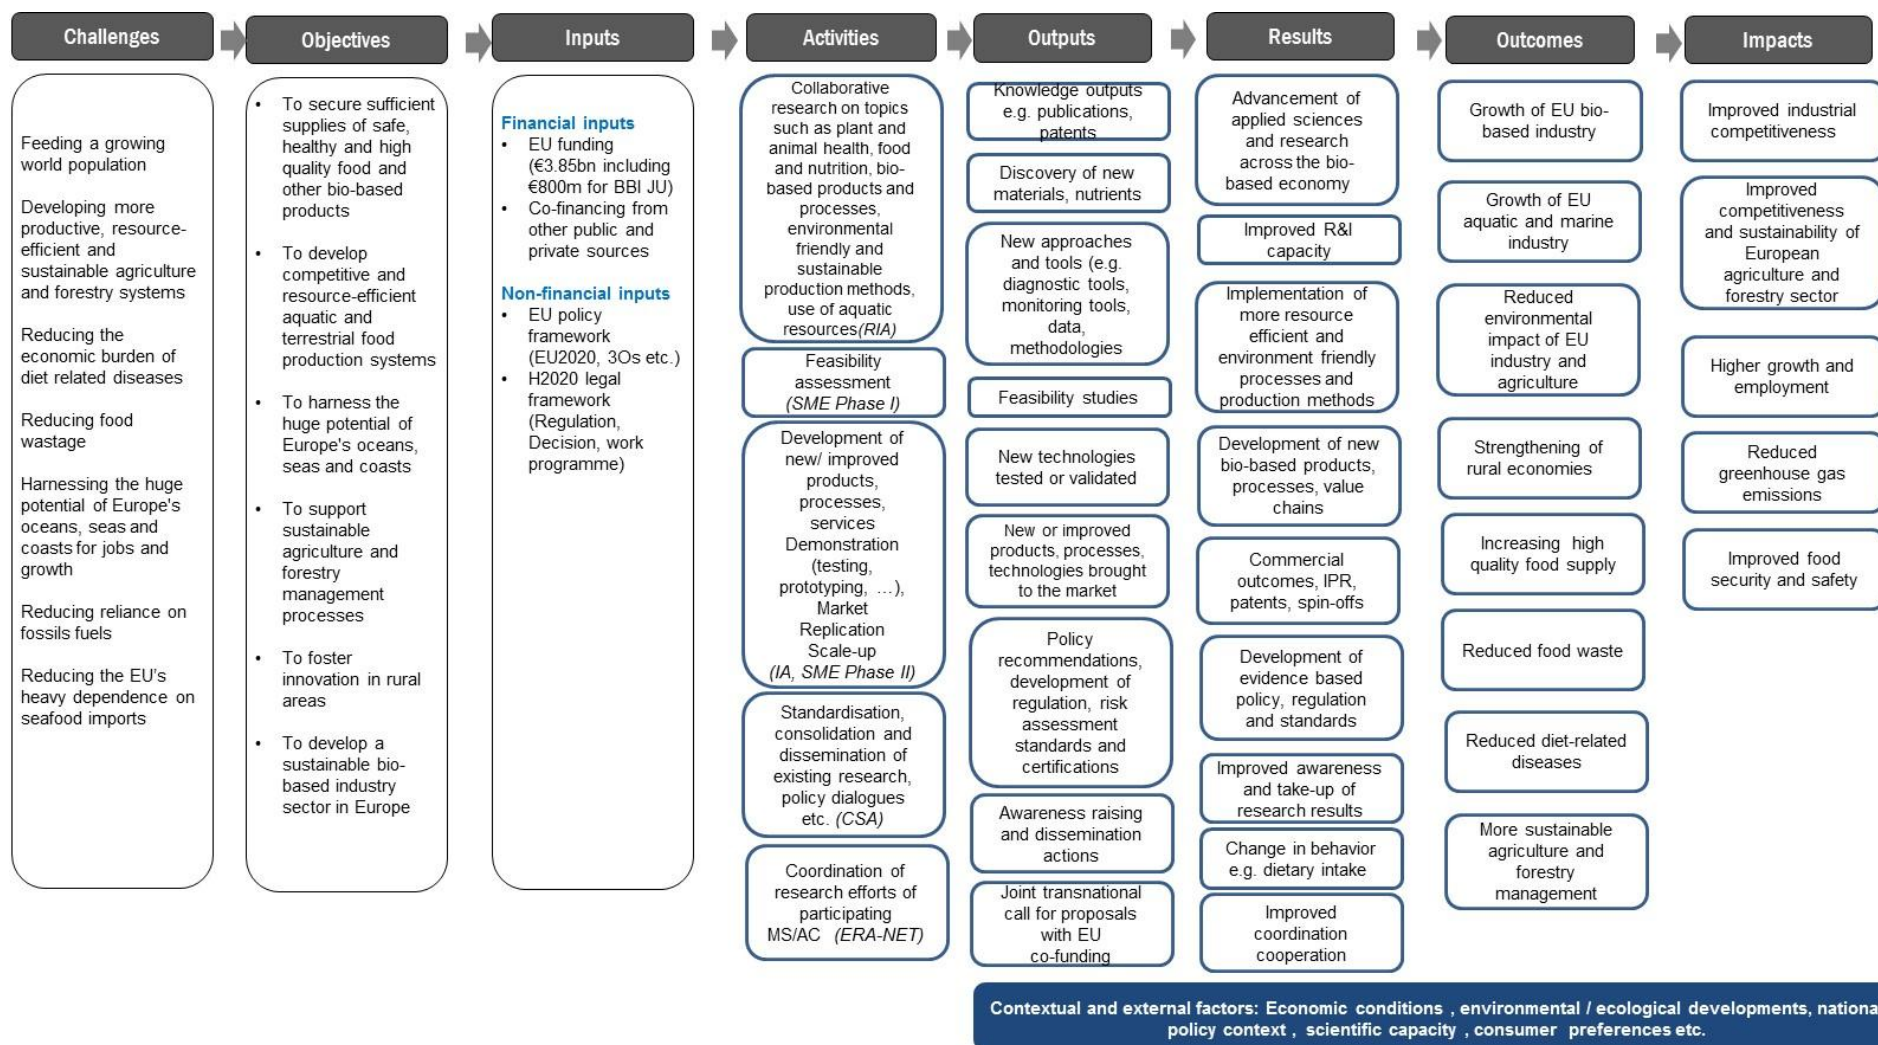 Challenges
Objectives
Inputs
Activities
Outputs
Results
Outcomes
Impacts
Feeding a growing
world population
Developing more
productive, resource-
efficient and
sustainable agriculture
and forestry systems
Reducing the
economic burden of
diet related diseases
Reducing food
wastage
Harnessing the huge
potential of Europe's
oceans, seas and
coasts for jobs and
growth
Reducing reliance on
fossils fuels
Reducing the EU's
heavy dependence on
seafood imports
• To secure sufficient
supplies of safe,
healthy and high
quality food and
other bio-based
products
• To develop
competitive and
resource-efficient
aquatic and
terrestrial food
production systems
• To harness the
huge potential of
Europe's oceans,
seas and coasts
• To support
sustainable
agriculture and
forestry
management
processes
• To foster
innovation in rural
areas
• To develop a
sustainable bio-
based industry
sector in Europe
Financial inputs
• EU funding
(€3.85bn including
€800m for BBI JU)
• Co-financing from
other public and
private sources
Non-financial inputs
• EU policy
framework
(EU2020, 3Os etc.)
• H2020 legal
framework
(Regulation,
Decision, work
programme)
Collaborative
research on topics
such as plant and
animal health, food
and nutrition, bio-
based products and
processes,
environmental
friendly and
sustainable
production methods,
use of aquatic
resources(RIA)
Feasibility
assessment
(SME Phase I)
Development of
new/ improved
products,
processes,
services
Demonstration
(testing,
prototyping, …),
Market
Replication
Scale-up
(IA, SME Phase II)
Standardisation,
consolidation and
dissemination of
existing research,
policy dialogues
etc. (CSA)
Coordination of
research efforts of
participating
MS/AC (ERA-NET)
Knowledge outputs
e.g. publications,
patents
Discovery of new
materials, nutrients
New approaches
and tools (e.g.
diagnostic tools,
monitoring tools,
data,
methodologies
Feasibility studies
New technologies
tested or validated
New or improved
products, processes,
technologies brought
to the market
Policy
recommendations,
development of
regulation, risk
assessment
standards and
certifications
Awareness raising
and dissemination
actions
Joint transnational
call for proposals
with EU
co-funding
Advancement of
applied sciences
and research
across the bio-
based economy
Improved R&I
capacity
Implementation of
more resource
efficient and
environment friendly
processes and
production methods
Development of new
bio-based products,
processes, value
chains
Commercial
outcomes, IPR,
patents, spin-offs
Development of
evidence based
policy, regulation
and standards
Improved awareness
and take-up of
research results
Change in behavior
e.g. dietary intake
Improved
coordination
cooperation
Growth of EU bio-
based industry
Growth of EU
aquatic and marine
industry
Reduced
environmental
impact of EU
industry and
agriculture
Strengthening of
rural economies
Increasing high
quality food supply
Reduced food waste
Reduced diet-related
diseases
More sustainable
agriculture and
forestry
management
Improved industrial
competitiveness
Improved
competitiveness
and sustainability of
European
agriculture and
forestry sector
Higher growth and
employment
Reduced
greenhouse gas
emissions
Improved food
security and safety
Contextual and external factors: Economic conditions , environmental / ecological developments, nationa
policy context , scientific capacity , consumer preferences etc.